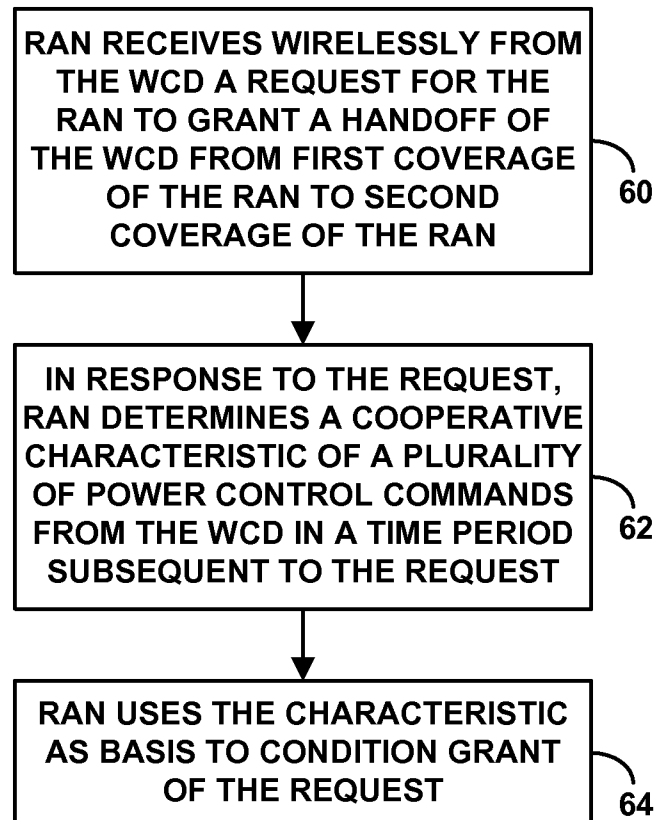 RAN RECEIVES WIRELESSLY FROM
THE WCD A REQUEST FOR THE
RAN TO GRANT A HANDOFF OF
THE WCD FROM FIRST COVERAGE
OF THE RAN TO SECOND
COVERAGE OF THE RAN
60
IN RESPONSE TO THE REQUEST,
RAN DETERMINES A COOPERATIVE
CHARACTERISTIC OF A PLURALITY
OF POWER CONTROL COMMANDS
FROM THE WCD IN A TIME PERIOD
SUBSEQUENT TO THE REQUEST
62
RAN USES THE CHARACTERISTIC
AS BASIS TO CONDITION GRANT
OF THE REQUEST
64